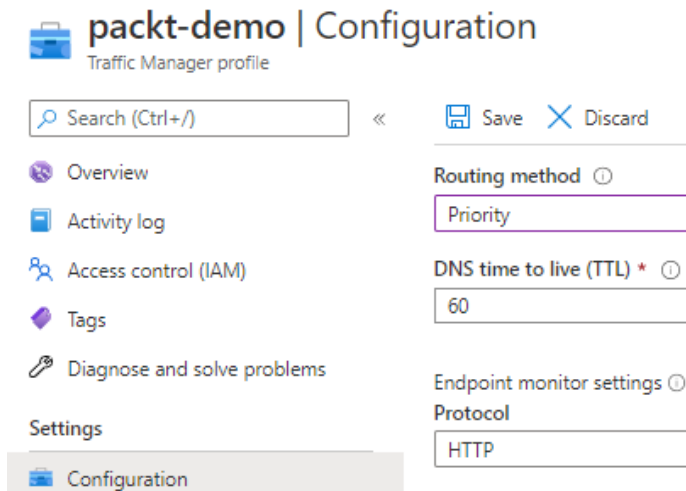 packt-demo | Configuration
Traffic Manager profile
Search (Ctrl+/)
«
Overview
Activity log
Access control (IAM)
Tags
Diagnose and solve problems
Settings
Configuration
Save
Discard
Routing method
Priority
DNS time to live (TTL) *
60
Endpoint monitor settings
Protocol
HTTP